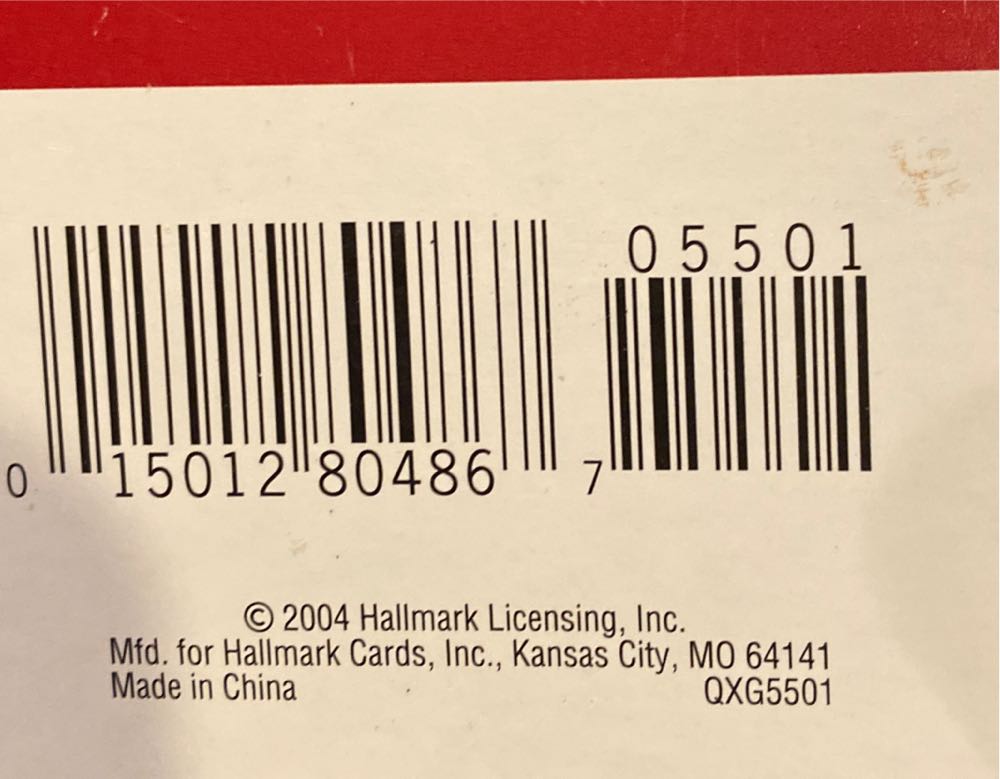 05501
0 15012 80486 7
© 2004 Hallmark Licensing, Inc.
Mfd. for Hallmark Cards, Inc., Kansas City, MO 64141
Made in China QXG5501